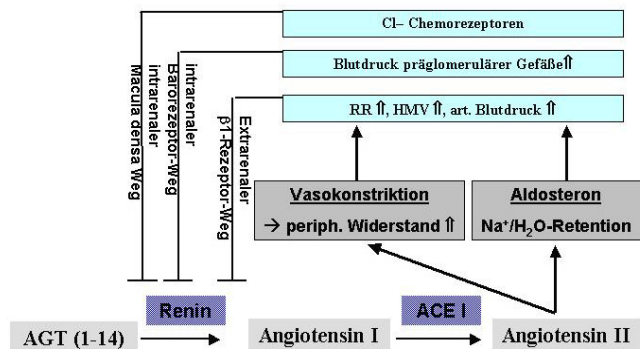 Cl– Chemorezeptoren
Blutdruck präglomerulärer Gefäße⇑
RR⇑, HMV⇑, art. Blutdruck ⇑
intrarenaler
Macula densa Weg
intrarenaler
Barorezeptor-Weg
Extrarenaler
β1-Rezeptor-Weg
Vasokonstriktion
→ periph. Widerstand ⇑
Aldosteron
Na⁺/H₂O-Retention
Renin
ACE I
AGT (1-14)
Angiotensin I
Angiotensin II